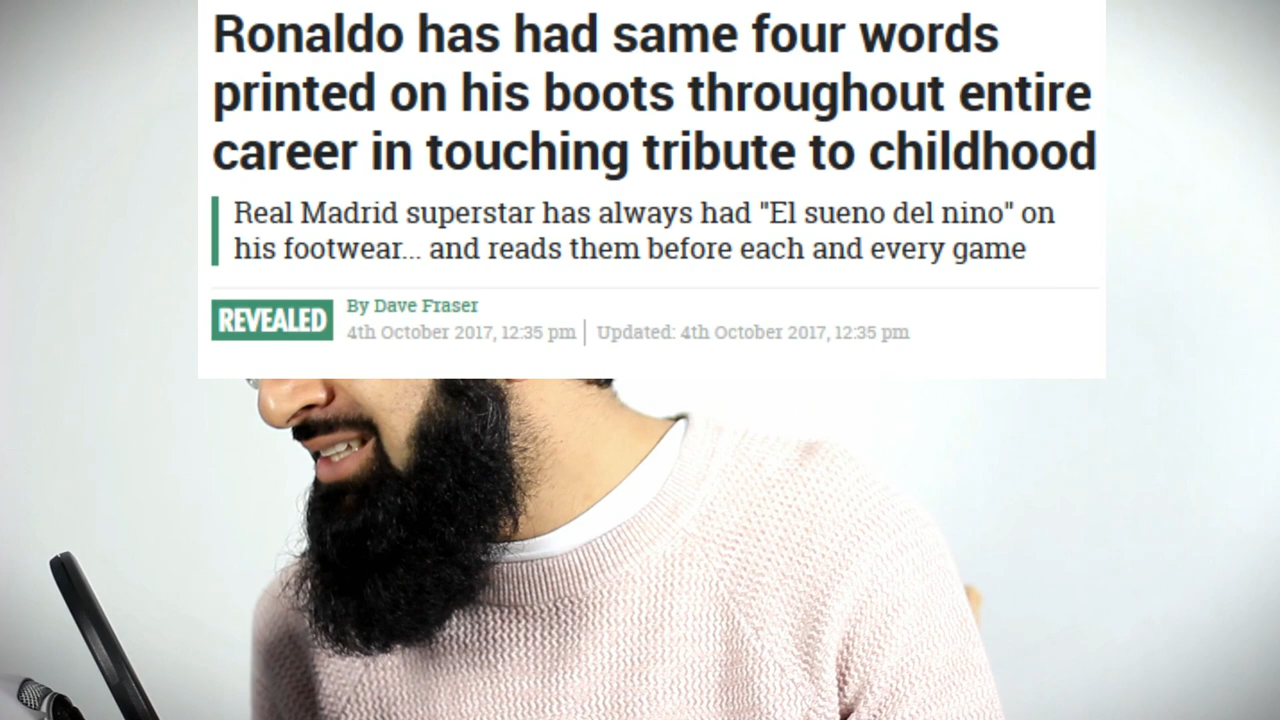 Ronaldo has had same four words
printed on his boots throughout entire
career in touching tribute to childhood
Real Madrid superstar has always had "El sueno del nino" on
his footwear... and reads them before each and every game
REVEALED
By Dave Fraser
4th October 2017, 12:35 pm | Updated: 4th October 2017, 12:35 pm